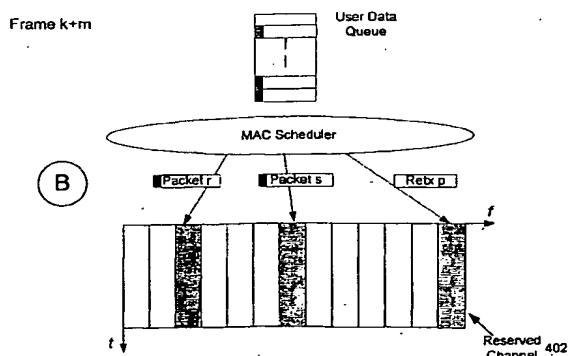 Frame k+m
User Data
Queue
MAC Scheduler
B
Packet r
Packet s
Retx p
f
t
Reserved
Channel 402